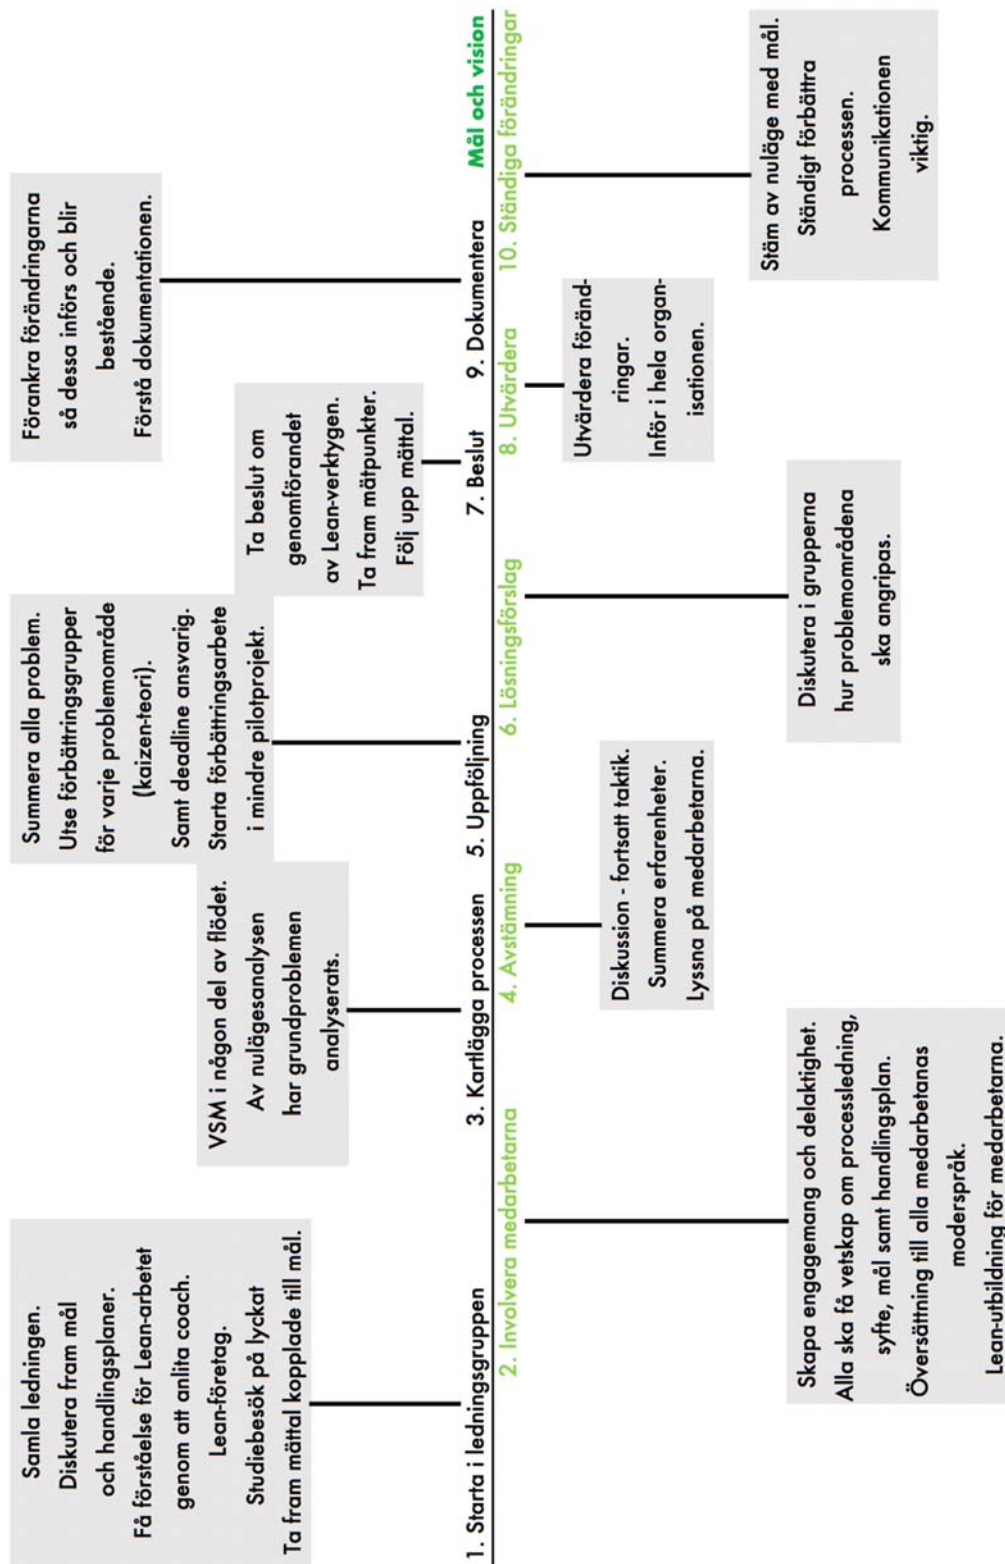 Samla ledningen.
Diskutera fram mål
och handlingsplaner.
Få förståelse för Lean-arbetet
genom att anlita coach.
Lean-företag.
Studiebesök på lyckat
Ta fram mättal kopplade till mål.
1. Starta i ledningsgruppen
2. Involvera medarbetarna
Skapa engagemang och delaktighet.
Alla ska få vetskap om processledning,
syfte, mål samt handlingsplan.
Översättning till alla medarbetanas
moderspråk.
Lean-utbildning för medarbetarna.
VSM i någon del av flödet.
Av nulägesanalysen
har grundproblemen
analyserats.
3. Kartlägga processen
4. Avstämning
Diskussion - fortsatt taktik.
Summera erfarenheter.
Lyssna på medarbetarna.
Summera alla problem.
Utse förbättringsgrupper
för varje problemområde
(kaizen-teori).
Samt deadline ansvarig.
Starta förbättringsarbete
i mindre pilotprojekt.
5. Uppföljning
6. Lösningsförslag
Diskutera i grupperna
hur problemområdena
ska angripas.
Ta beslut om
genomförandet
av Lean-verktygen.
Ta fram mätpunkter.
Följ upp mättal.
7. Beslut
8. Utvärdera
Utvärdera föränd-
ringar.
Inför i hela organ-
isationen.
Förankra förändringarna
så dessa införs och blir
bestående.
Förstå dokumentationen.
9. Dokumentera
Mål och vision
10. Ständiga förändringar
Stäm av nuläge med mål.
Ständigt förbättra
processen.
Kommunikationen
viktig.